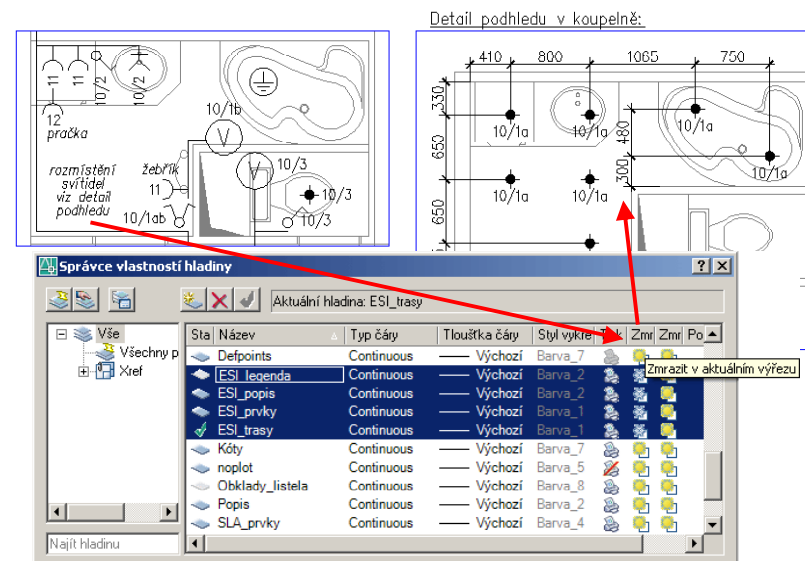 Detail podhledu v koupelně:
410 800 1065 750
330
650
650
480
300
10/1a 10/1a 10/1a
10/1a
10/1a 10/1a
11 11 10/2 10/2
12
pračka
10/1b
V
V
10/3
rozmístění
svítidel
viz detail
podhledu
žebřík
11
10/1ab
10/3
10/3
Správce vlastností hladiny
Aktuální hladina: ESI_trasy
Vše
Všechny p
Xref
Najít hladinu
Sta Název Typ čáry Tloušťka čáry Styl vykre Zmr Zmr Po
Defpoints Continuous Výchozí Barva_7
ESI_legenda Continuous Výchozí Barva_2
ESI_popis Continuous Výchozí Barva_2
ESI_prvky Continuous Výchozí Barva_1
ESI_trasy Continuous Výchozí Barva_1
Kóty Continuous Výchozí Barva_7
noplot Continuous Výchozí Barva_5
Obklady_listela Continuous Výchozí Barva_8
Popis Continuous Výchozí Barva_2
SLA_prvky Continuous Výchozí Barva_4
Zmrazit v aktuálním výřezu